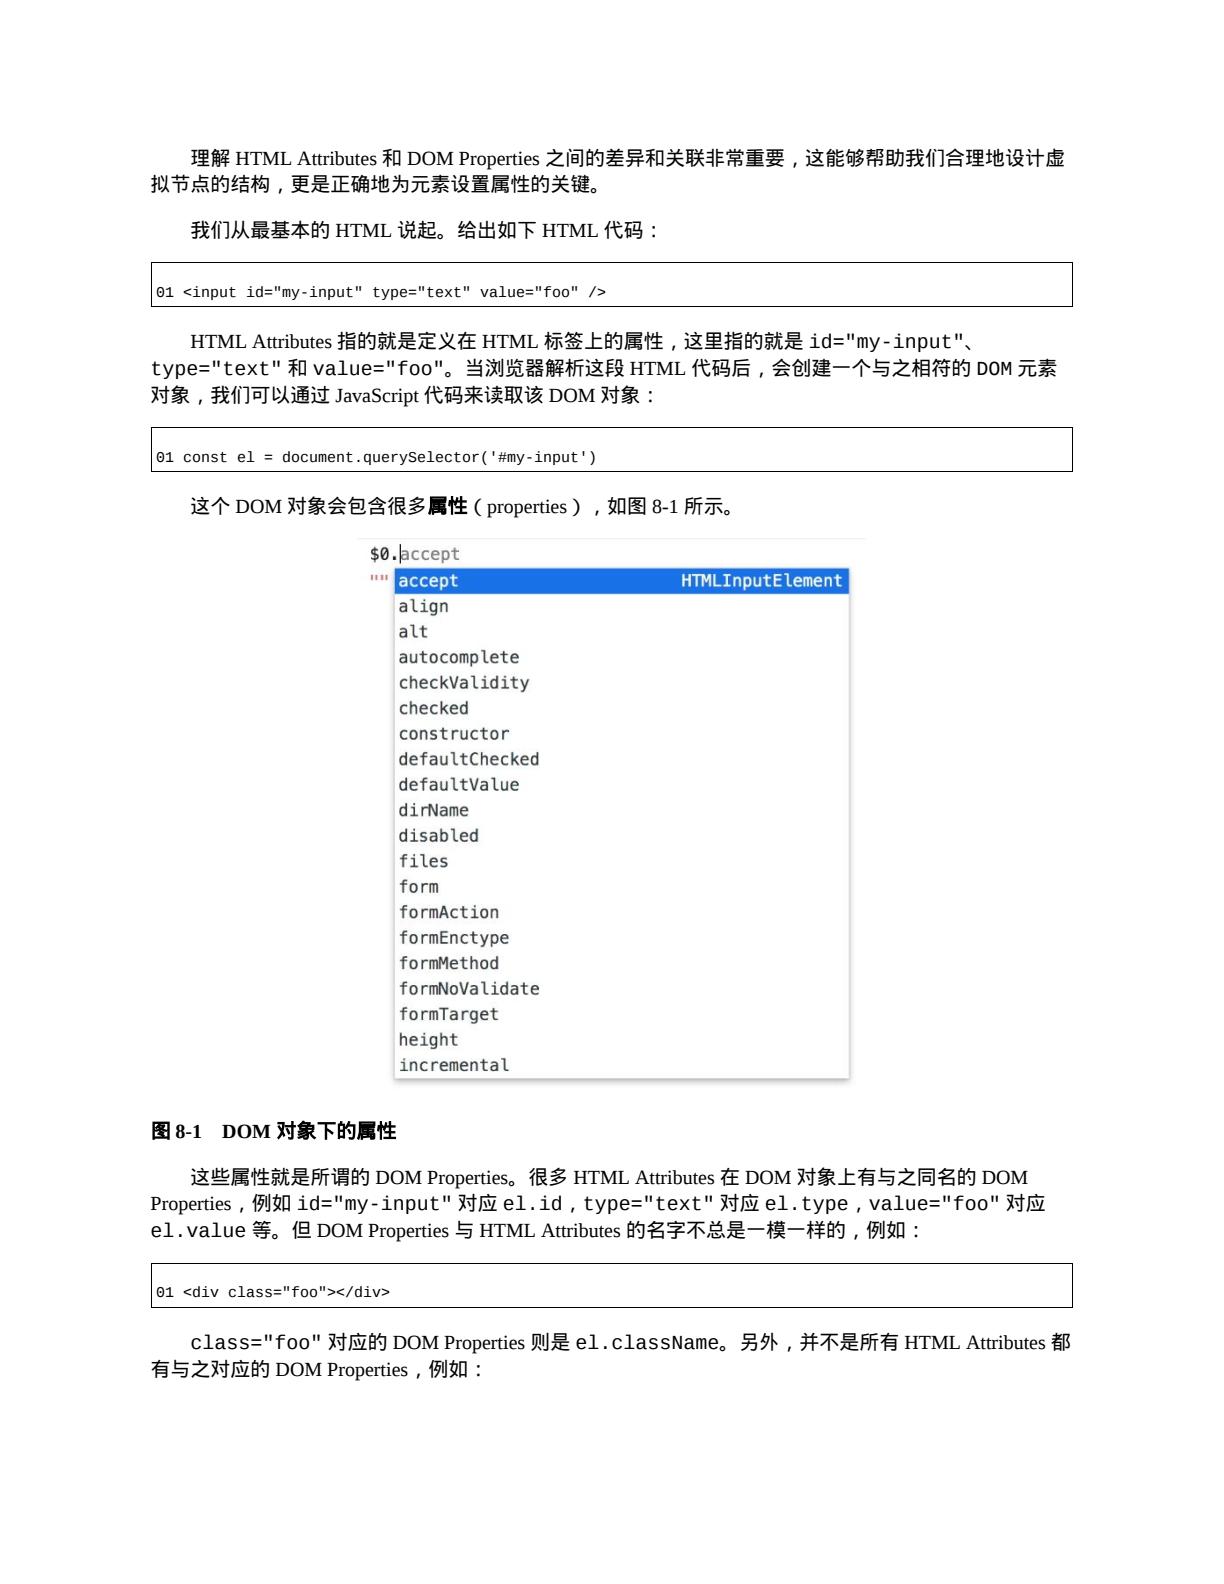 理解 HTML Attributes 和 DOM Properties 之间的差异和关联非常重要，这能够帮助我们合理地设计虚
拟节点的结构，更是正确地为元素设置属性的关键。
我们从最基本的 HTML 说起。给出如下 HTML 代码：
01 <input id="my-input" type="text" value="foo" />
HTML Attributes 指的就是定义在 HTML 标签上的属性，这里指的就是 id="my-input"、
type="text" 和 value="foo"。当浏览器解析这段 HTML 代码后，会创建一个与之相符的 DOM 元素
对象，我们可以通过 JavaScript 代码来读取该 DOM 对象：
01 const el = document.querySelector('#my-input')
这个 DOM 对象会包含很多属性（properties），如图 8-1 所示。
$0.accept
"" accept HTMLInputElement
align
alt
autocomplete
checkValidity
checked
constructor
defaultChecked
defaultValue
dirName
disabled
files
form
formAction
formEnctype
formMethod
formNoValidate
formTarget
height
incremental
图 8-1 DOM 对象下的属性
这些属性就是所谓的 DOM Properties。很多 HTML Attributes 在 DOM 对象上有与之同名的 DOM
Properties，例如 id="my-input" 对应 el.id，type="text" 对应 el.type，value="foo" 对应
el.value 等。但 DOM Properties 与 HTML Attributes 的名字不总是一模一样的，例如：
01 <div class="foo"></div>
class="foo" 对应的 DOM Properties 则是 el.className。另外，并不是所有 HTML Attributes 都
有与之对应的 DOM Properties，例如：